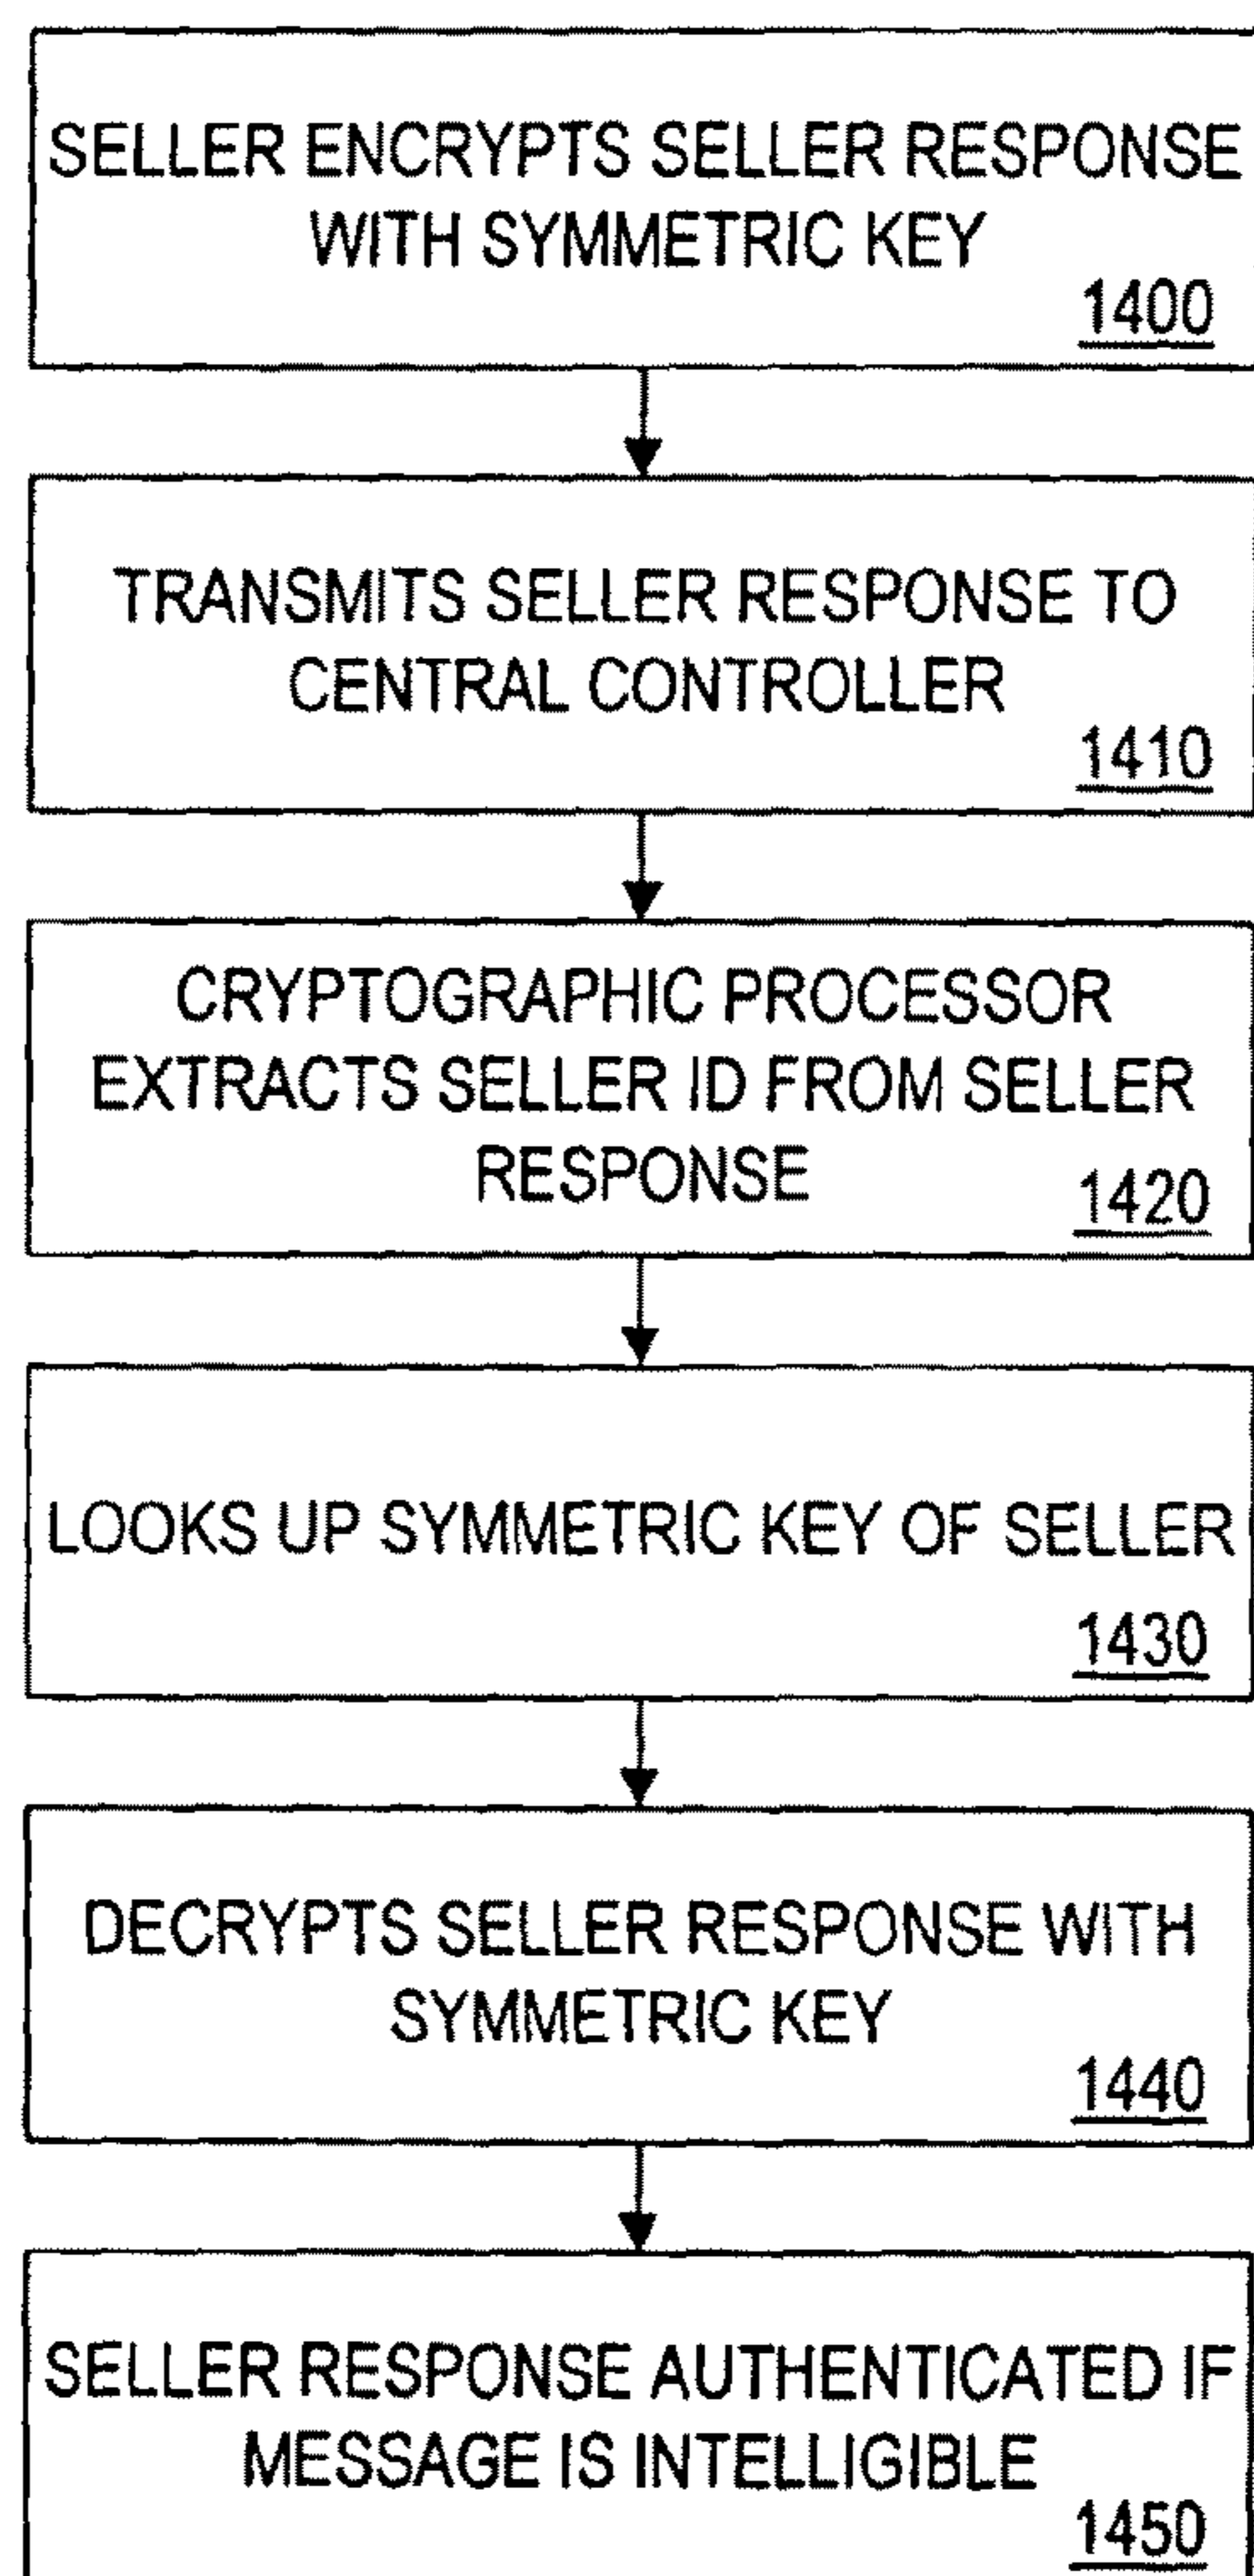 SELLER ENCRYPTS SELLER RESPONSE
WITH SYMMETRIC KEY
1400
TRANSMITS SELLER RESPONSE TO
CENTRAL CONTROLLER
1410
CRYPTOGRAPHIC PROCESSOR
EXTRACTS SELLER ID FROM SELLER
RESPONSE
1420
LOOKS UP SYMMETRIC KEY OF SELLER
1430
DECRYPTS SELLER RESPONSE WITH
SYMMETRIC KEY
1440
SELLER RESPONSE AUTHENTICATED IF
MESSAGE IS INTELLIGIBLE
1450